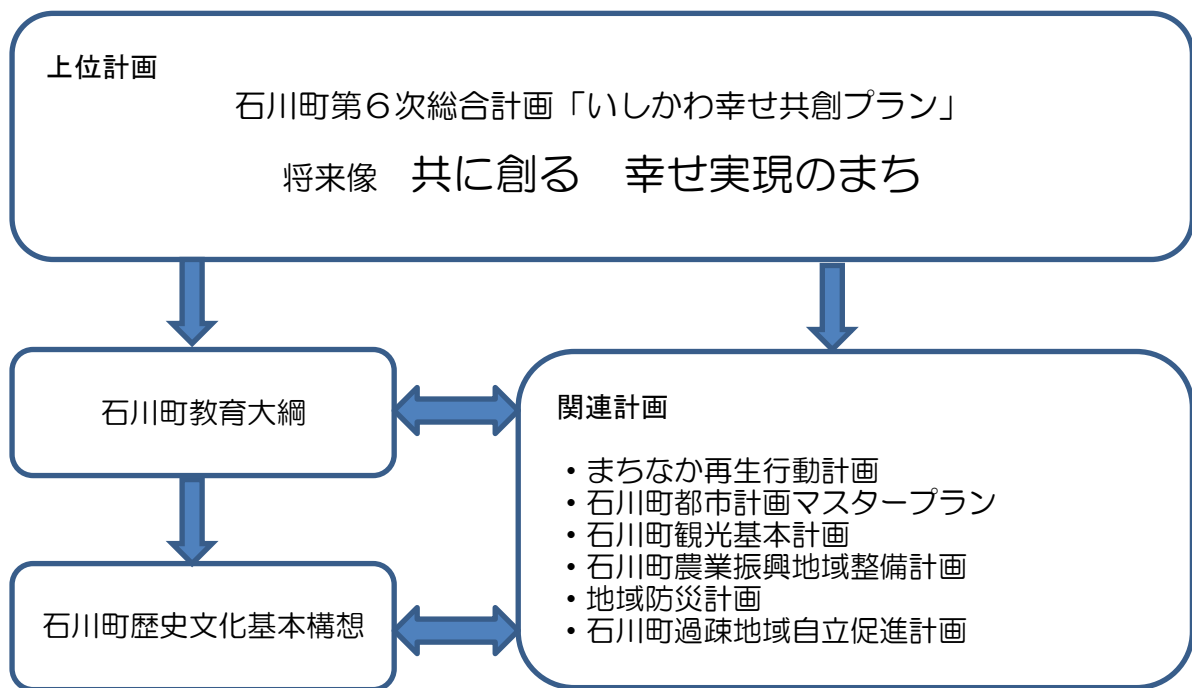 上位計画
石川町第６次総合計画「いしかわ幸せ共創プラン」
将来像　共に創る　幸せ実現のまち
石川町教育大綱
石川町歴史文化基本構想
関連計画
・まちなか再生行動計画
・石川町都市計画マスタープラン
・石川町観光基本計画
・石川町農業振興地域整備計画
・地域防災計画
・石川町過疎地域自立促進計画